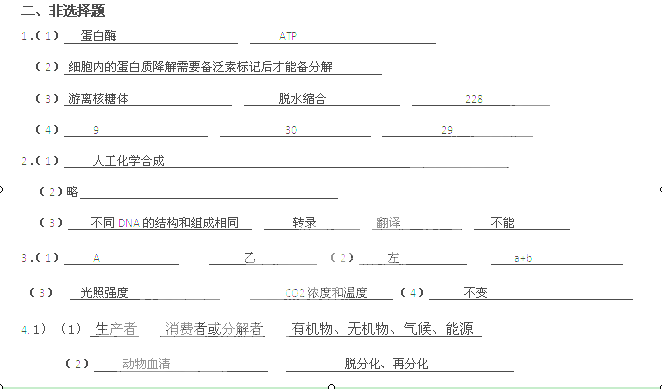 二、非选择题
1.（1） 蛋白酶 ATP
（2）细胞内的蛋白质降解需要备泛素标记后才能备分解
（3）游离核糖体 脱水缩合 228
（4） 9 30 29
2.（1） 人工化学合成
（2）略
（3） 不同 DNA 的结构和组成相同 转录 翻译 不能
3.（1） A 乙 （2） 左 a+b
（3） 光照强度 CO2 浓度和温度 （4） 不变
4.1）（1） 生产者 消费者或分解者 有机物、无机物、气候、能源
（2） 动物血清 脱分化、再分化